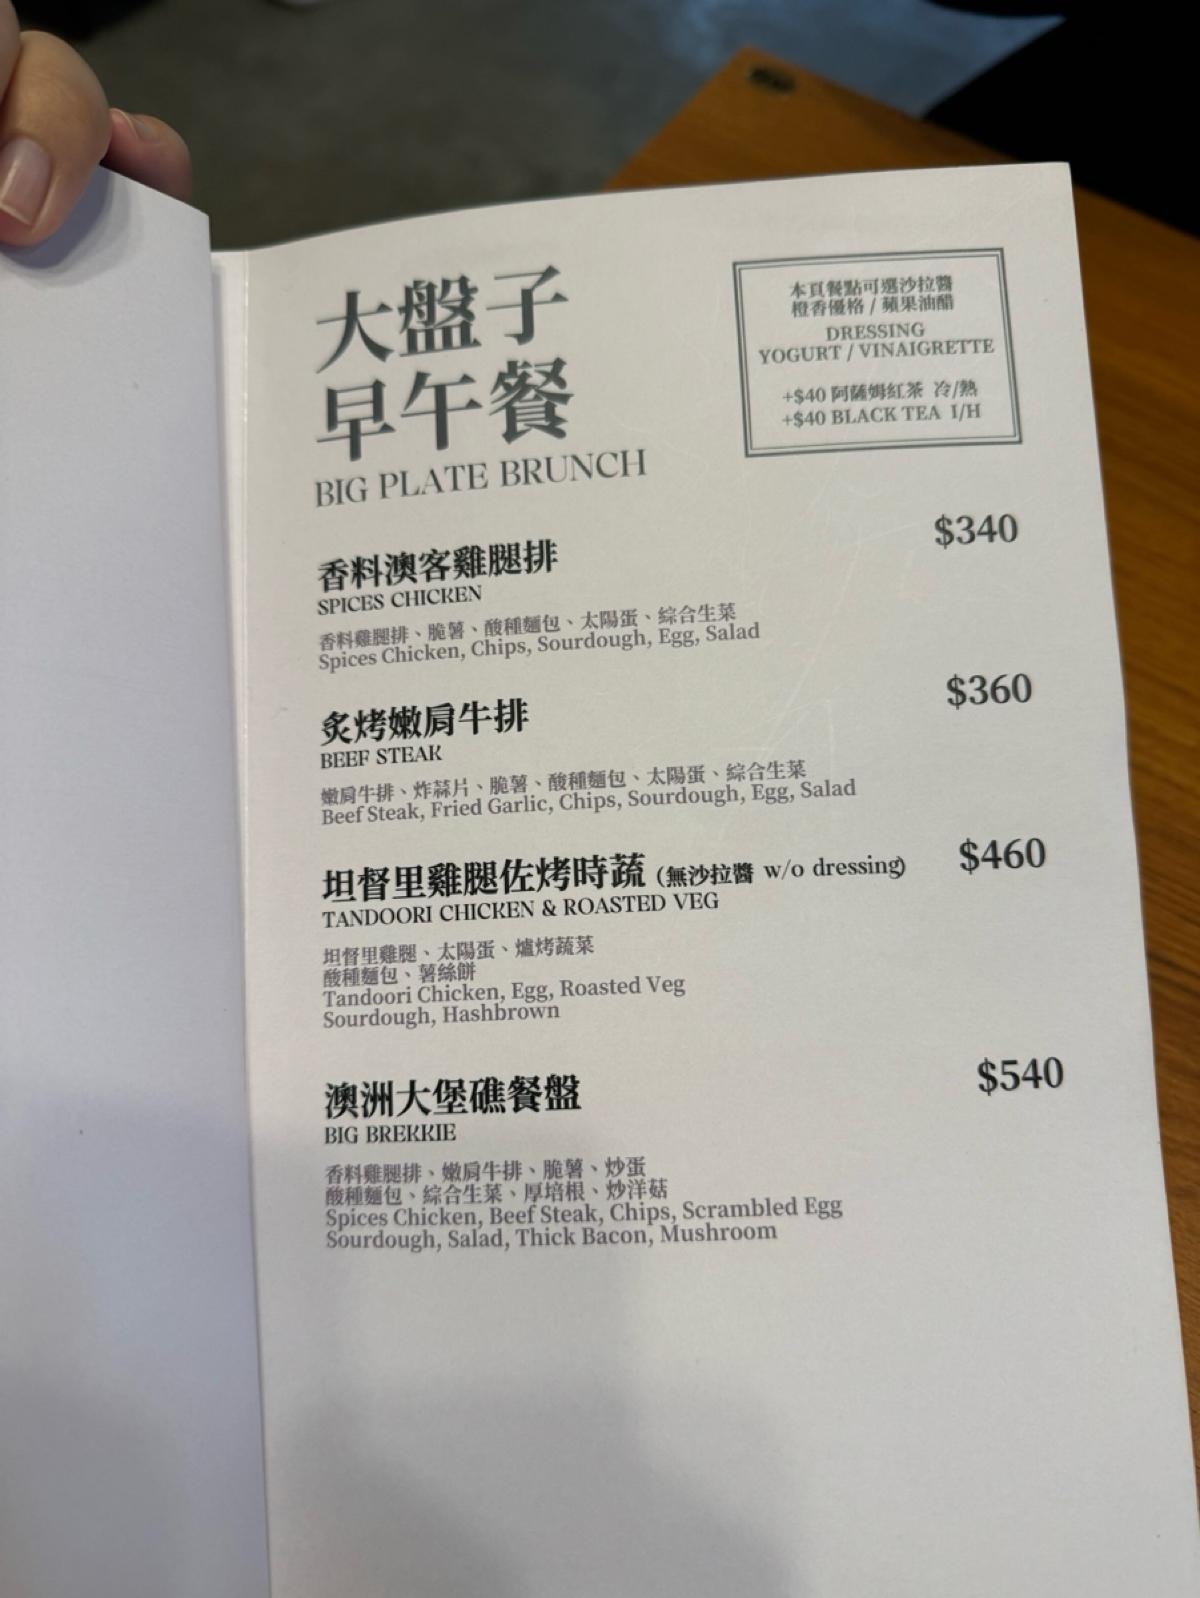 大盤子
早午餐
BIG PLATE BRUNCH
本頁餐點可選沙拉醬
橙香優格 / 蘋果油醋
DRESSING
YOGURT / VINAIGRETTE
+$40 阿薩姆紅茶 冷/熱
+$40 BLACK TEA I/H
香料澳客雞腿排 $340
SPICES CHICKEN
香料雞腿排、脆薯、酸種麵包、太陽蛋、綜合生菜
Spices Chicken, Chips, Sourdough, Egg, Salad
炙烤嫩肩牛排 $360
BEEF STEAK
嫩肩牛排、炸蒜片、脆薯、酸種麵包、太陽蛋、綜合生菜
Beef Steak, Fried Garlic, Chips, Sourdough, Egg, Salad
坦督里雞腿佐烤時蔬 (無沙拉醬 w/o dressing) $460
TANDOORI CHICKEN & ROASTED VEG
坦督里雞腿、太陽蛋、爐烤蔬菜
酸種麵包、薯絲餅
Tandoori Chicken, Egg, Roasted Veg
Sourdough, Hashbrown
澳洲大堡礁餐盤 $540
BIG BREKKIE
香料雞腿排、嫩肩牛排、脆薯、炒蛋
酸種麵包、綜合生菜、厚培根、炒洋菇
Spices Chicken, Beef Steak, Chips, Scrambled Egg
Sourdough, Salad, Thick Bacon, Mushroom